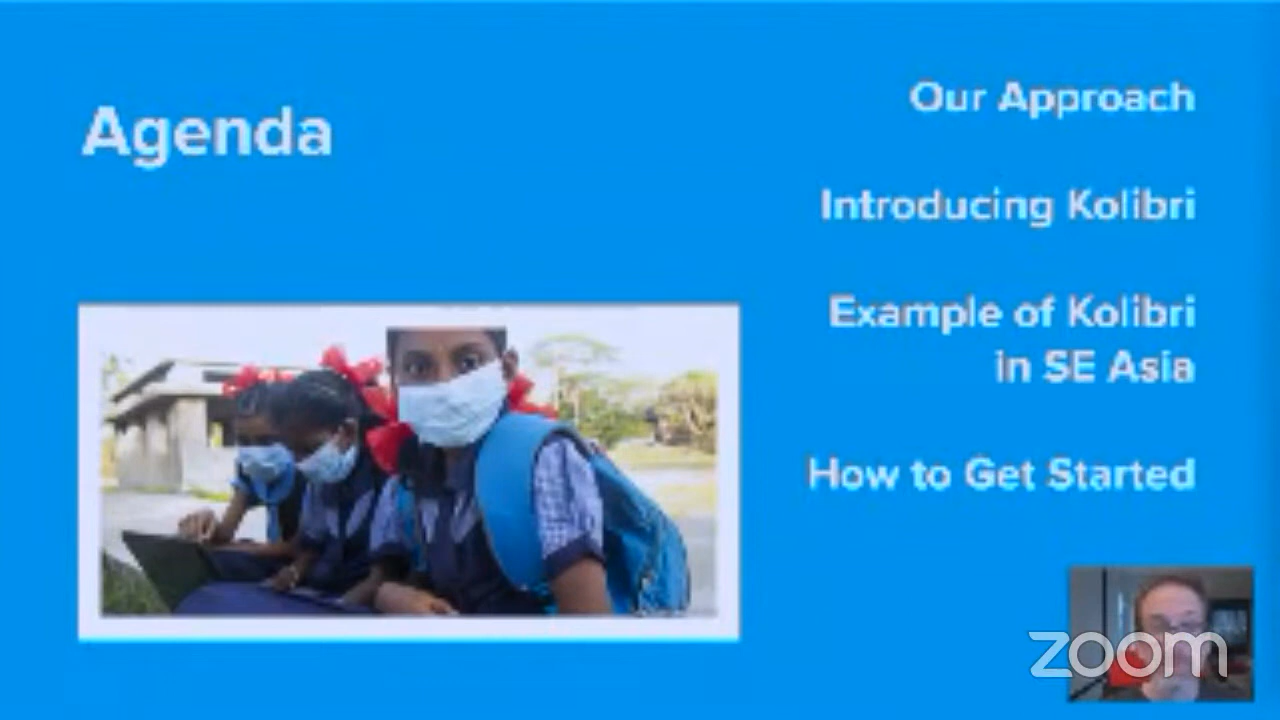 Agenda
Our Approach
Introducing Kolibri
Example of Kolibri
in SE Asia
How to Get Started
zoom